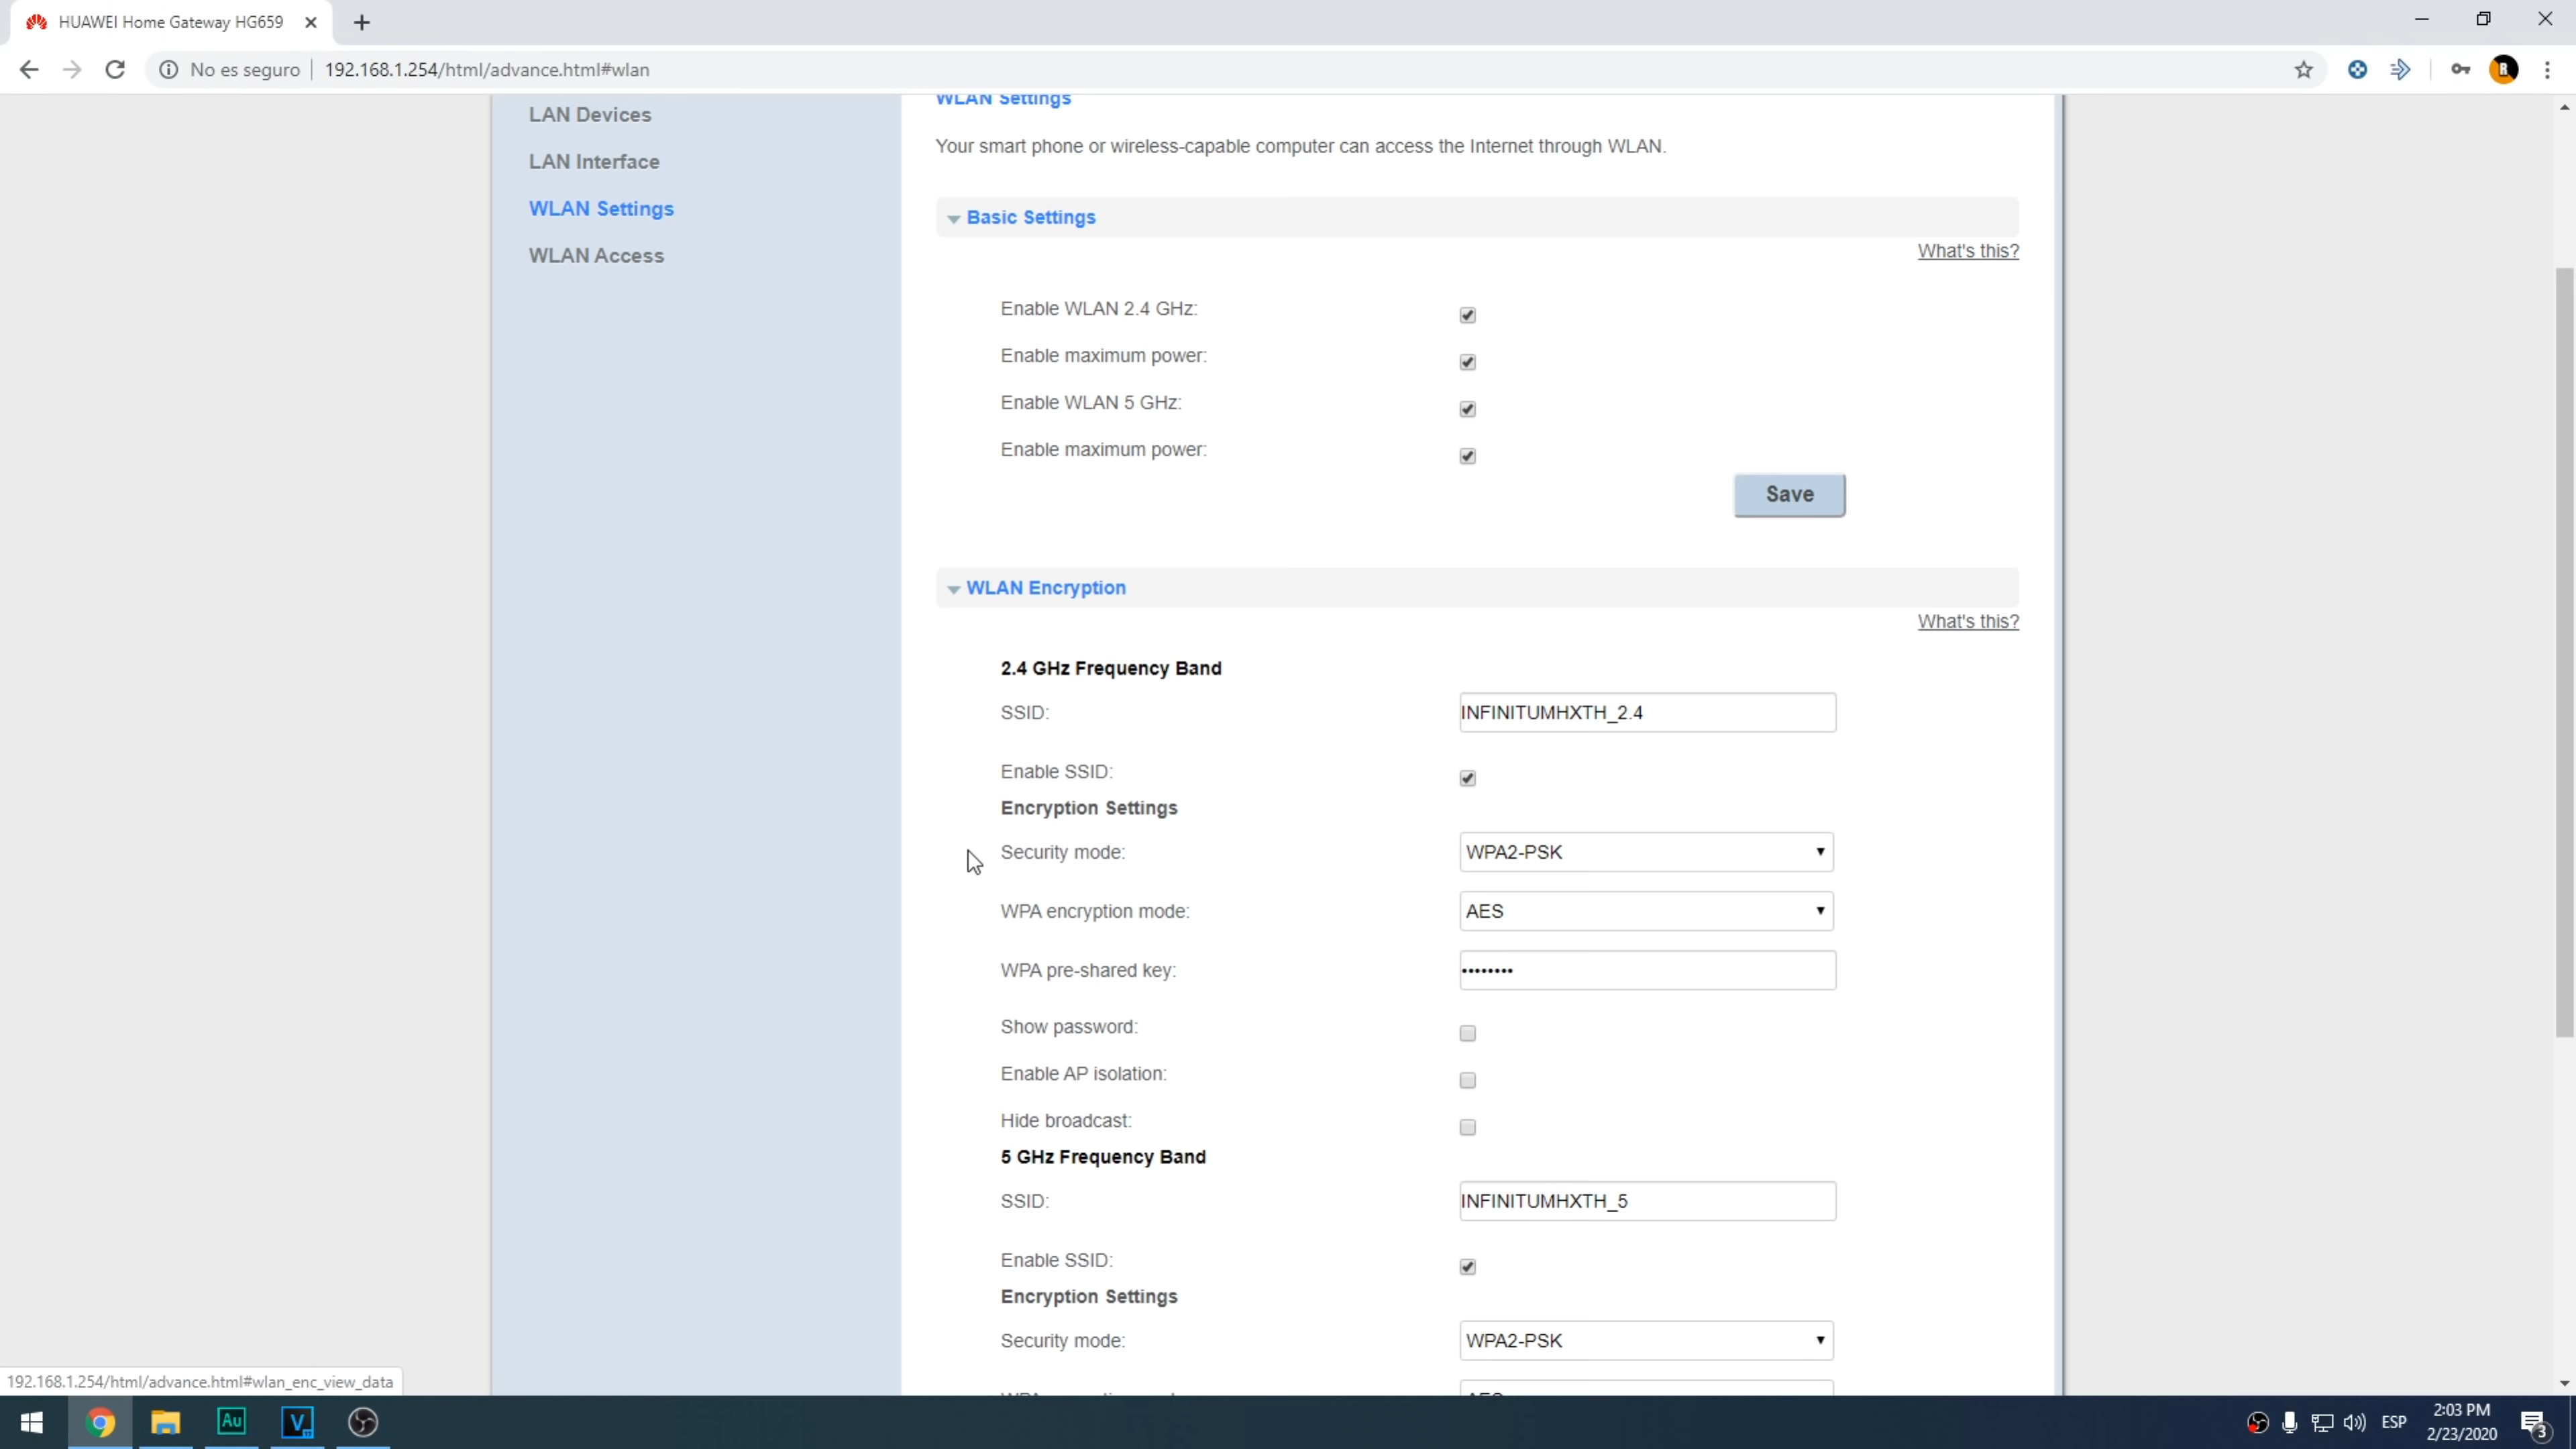 HUAWEI Home Gateway HG659
No es seguro 192.168.1.254/html/advance.html#wlan
LAN Devices
LAN Interface
WLAN Settings
WLAN Access
WLAN Settings
Your smart phone or wireless-capable computer can access the Internet through WLAN.
Basic Settings
What's this?
Enable WLAN 2.4 GHz:
Enable maximum power:
Enable WLAN 5 GHz:
Enable maximum power:
Save
WLAN Encryption
What's this?
2.4 GHz Frequency Band
SSID: INFINITUMHXTH_2.4
Enable SSID:
Encryption Settings
Security mode: WPA2-PSK
WPA encryption mode: AES
WPA pre-shared key: ••••••••
Show password:
Enable AP isolation:
Hide broadcast:
5 GHz Frequency Band
SSID: INFINITUMHXTH_5
Enable SSID:
Encryption Settings
Security mode: WPA2-PSK
192.168.1.254/html/advance.html#wlan_enc_view_data
Au
V
ESP
2:03 PM
2/23/2020
3